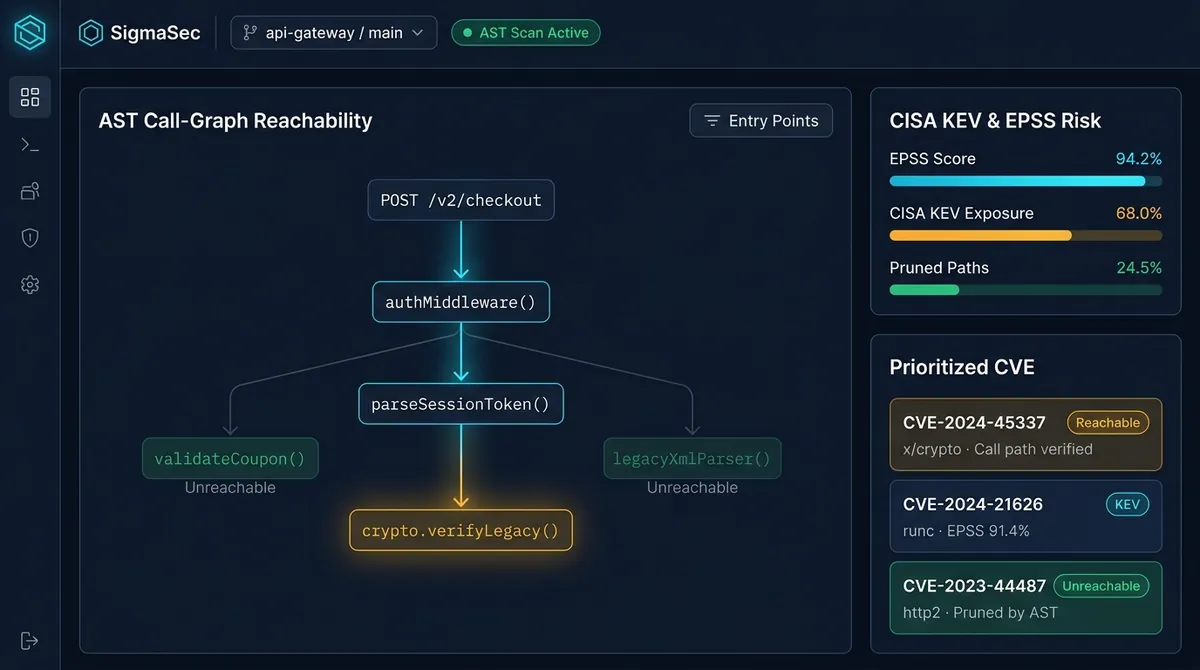 SigmaSec
api-gateway / main
AST Scan Active
AST Call-Graph Reachability
Entry Points
POST /v2/checkout
authMiddleware()
parseSessionToken()
validateCoupon()
Unreachable
legacyXmlParser()
Unreachable
crypto.verifyLegacy()
CISA KEV & EPSS Risk
EPSS Score 94.2%
CISA KEV Exposure 68.0%
Pruned Paths 24.5%
Prioritized CVE
CVE-2024-45337 Reachable
x/crypto · Call path verified
CVE-2024-21626 KEV
runc · EPSS 91.4%
CVE-2023-44487 Unreachable
http2 · Pruned by AST